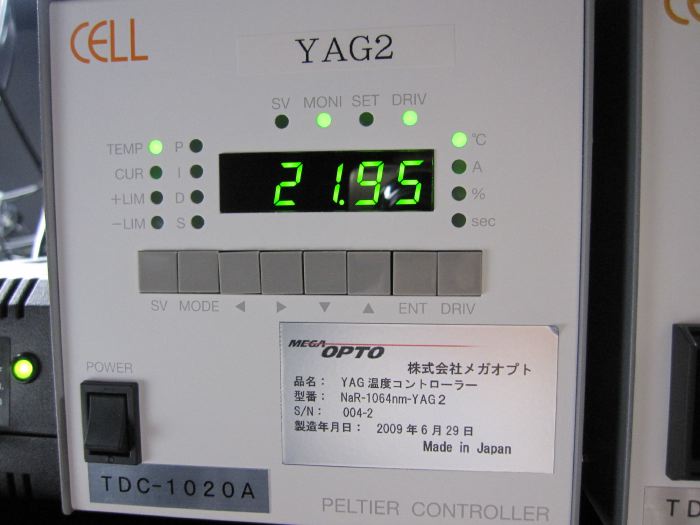 CELL
YAG2
SV MONI SET DRIV
TEMP P °C
CUR I A
+LIM D %
−LIM S sec
21.95
SV MODE ◀ ▶ ▼ ▲ ENT DRIV
POWER
MEGA OPTO
株式会社メガオプト
品名： YAG温度コントローラー
型番： NaR-1064nm-YAG2
S/N： 004-2
製造年月日： 2009年6月29日
Made in Japan
TDC-1020A
PELTIER CONTROLLER
TD